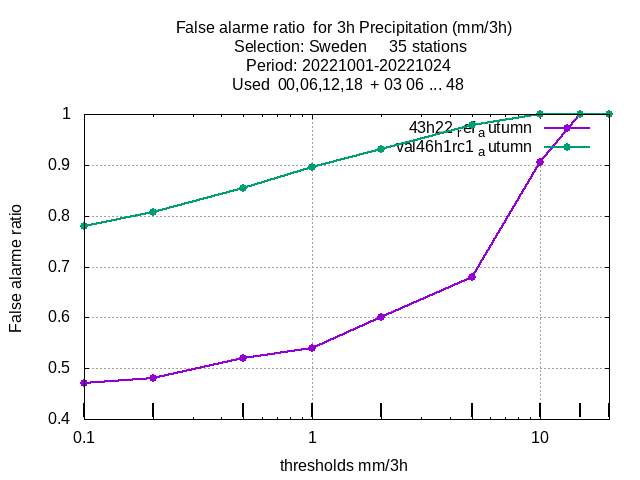 False alarme ratio  for 3h Precipitation (mm/3h)
Selection: Sweden     35 stations
Period: 20221001-20221024
Used  00,06,12,18  + 03 06 ... 48
43h22refautumn
val46h1rc1autumn
1
0.9
0.8
0.7
0.6
0.5
0.4
False alarme ratio
0.1 1 10
thresholds mm/3h